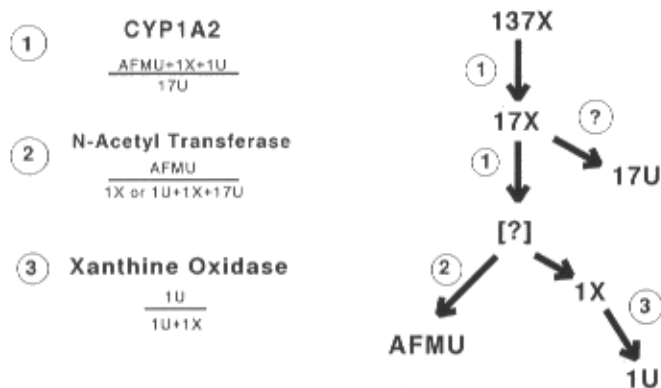 1
CYP1A2
AFMU+1X+1U
17U
2
N-Acetyl Transferase
AFMU
1X or 1U+1X+17U
3
Xanthine Oxidase
1U
1U+1X
137X
1
17X
?
1
17U
[?]
2
1X
3
AFMU
1U